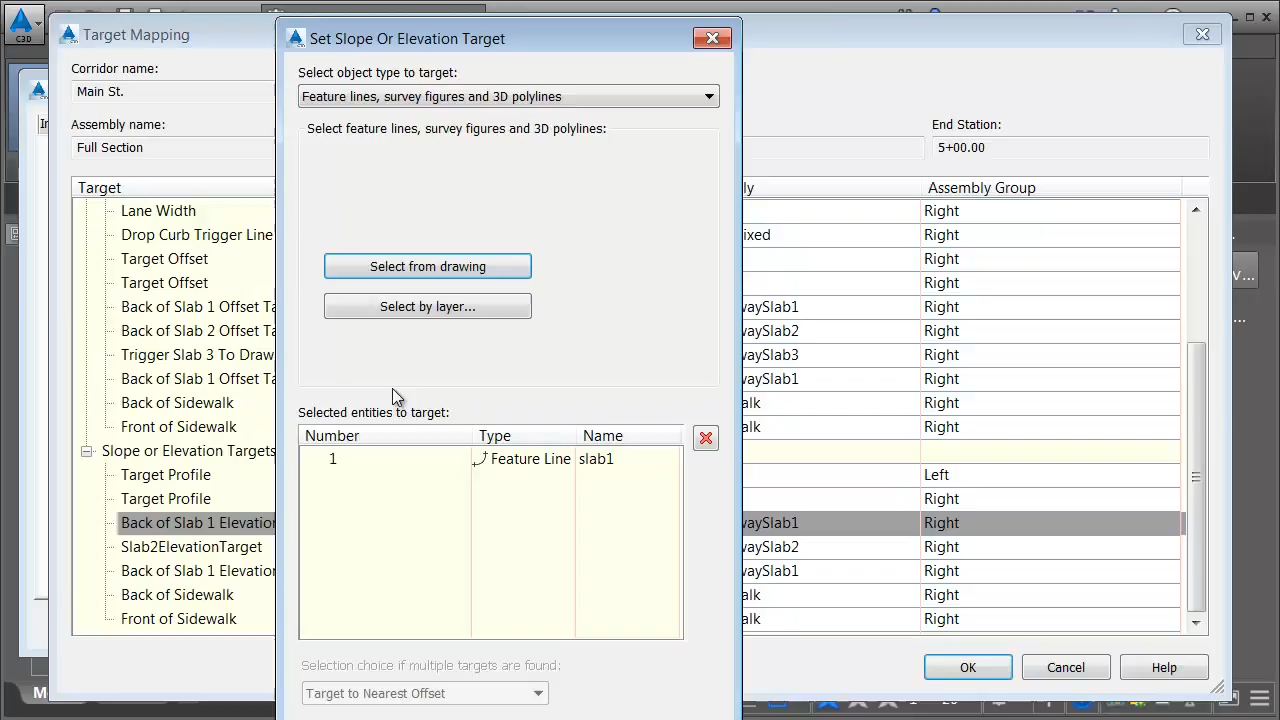 C3D
Target Mapping
Set Slope Or Elevation Target
Corridor name:
Main St.
Select object type to target:
Feature lines, survey figures and 3D polylines
Assembly name:
Full Section
Select feature lines, survey figures and 3D polylines:
End Station:
5+00.00
Target
Assembly Group
Lane Width
Right
Drop Curb Trigger Line
Right
Target Offset
Right
Target Offset
Right
Back of Slab 1 Offset Ta
waySlab1
Right
Back of Slab 2 Offset Ta
waySlab2
Right
Trigger Slab 3 To Draw
waySlab3
Right
Back of Slab 1 Offset Ta
waySlab1
Right
Back of Sidewalk
alk
Right
Front of Sidewalk
alk
Right
Slope or Elevation Targets
Target Profile
Left
Target Profile
Right
Back of Slab 1 Elevation
waySlab1
Right
Slab2ElevationTarget
waySlab2
Right
Back of Slab 1 Elevation
waySlab1
Right
Back of Sidewalk
alk
Right
Front of Sidewalk
alk
Right
Select from drawing
Select by layer...
Selected entities to target:
Number Type Name
1 Feature Line slab1
Selection choice if multiple targets are found:
Target to Nearest Offset
OK Cancel Help